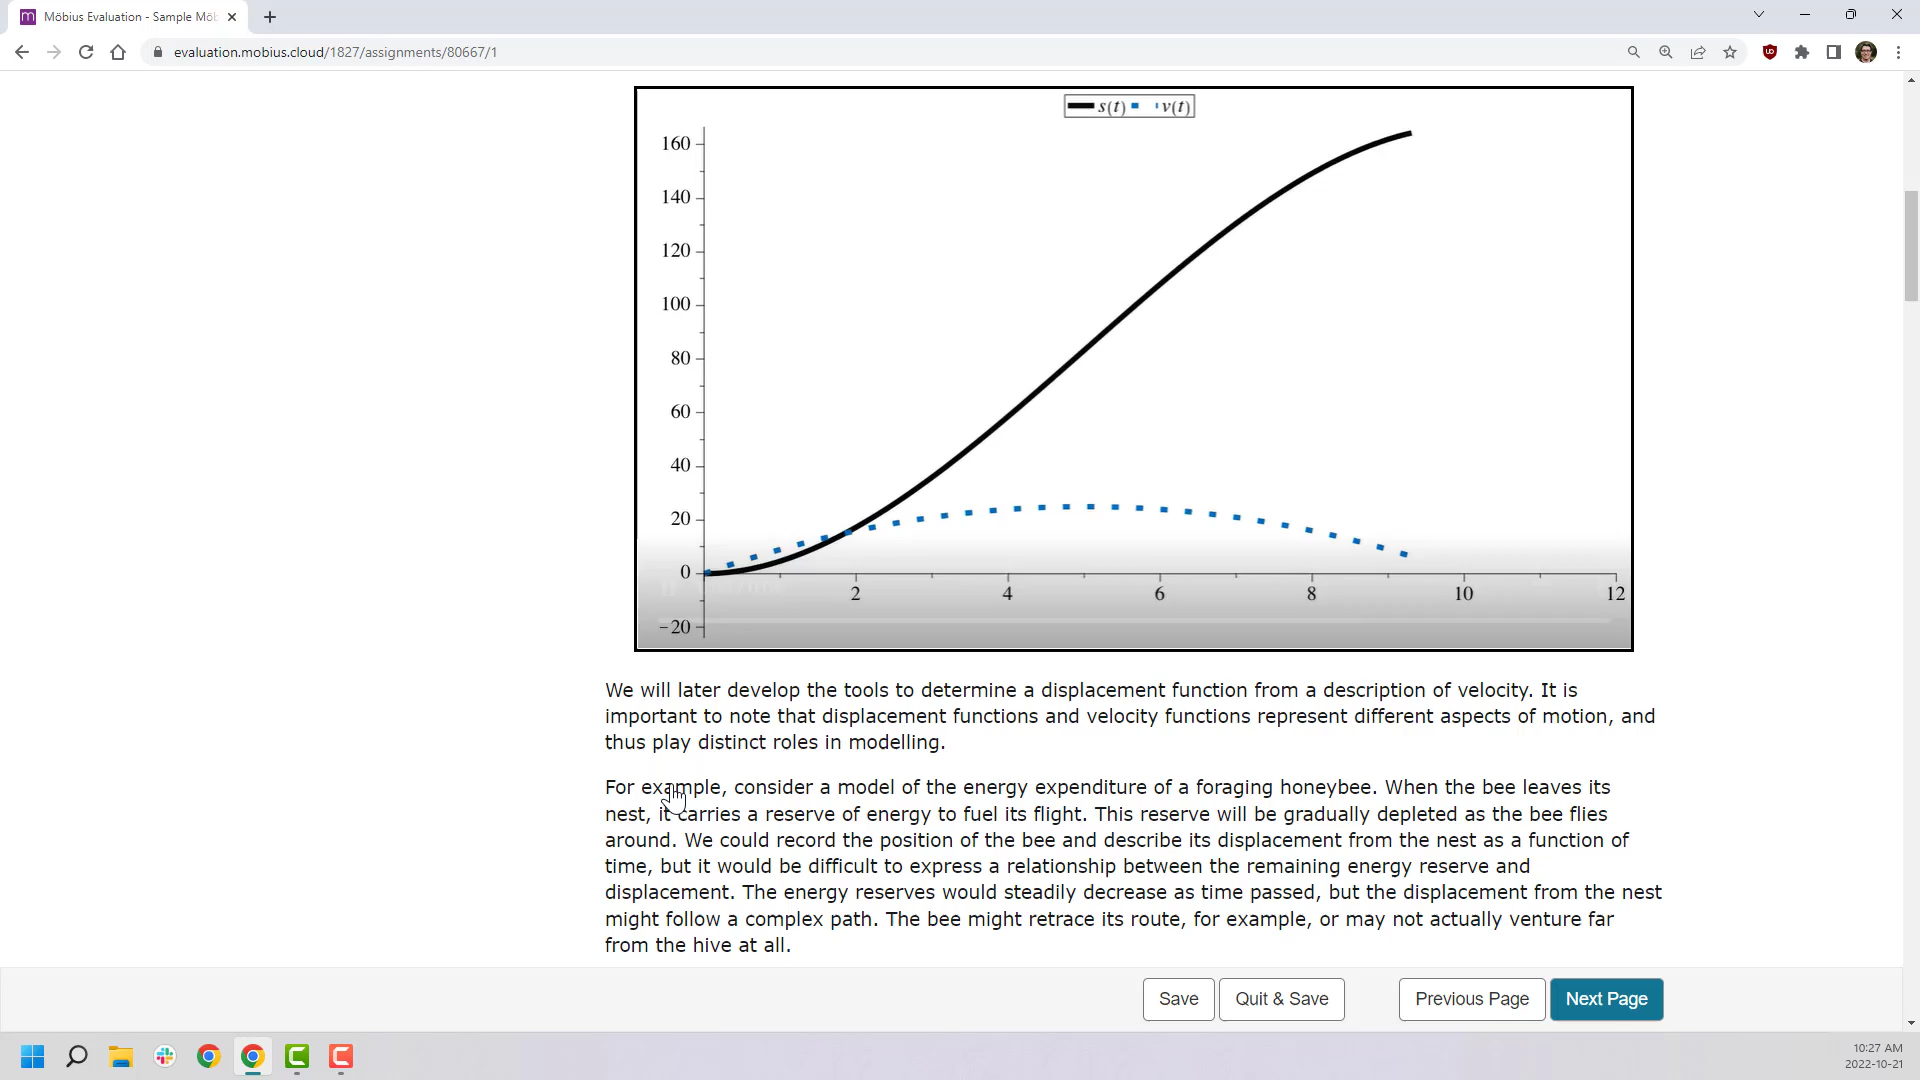 Möbius Evaluation - Sample Möb
evaluation.mobius.cloud/1827/assignments/80667/1
s(t) v(t)
160
140
120
100
80
60
40
20
0
2 4 6 8 10 12
−20
We will later develop the tools to determine a displacement function from a description of velocity. It is
important to note that displacement functions and velocity functions represent different aspects of motion, and
thus play distinct roles in modelling.
For example, consider a model of the energy expenditure of a foraging honeybee. When the bee leaves its
nest, it carries a reserve of energy to fuel its flight. This reserve will be gradually depleted as the bee flies
around. We could record the position of the bee and describe its displacement from the nest as a function of
time, but it would be difficult to express a relationship between the remaining energy reserve and
displacement. The energy reserves would steadily decrease as time passed, but the displacement from the nest
might follow a complex path. The bee might retrace its route, for example, or may not actually venture far
from the hive at all.
Save Quit & Save Previous Page Next Page
10:27 AM
2022-10-21